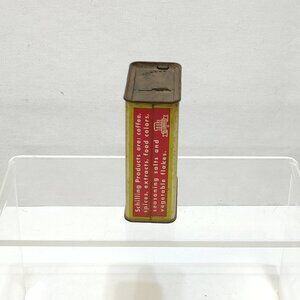 Schilling Products are: coffee,
spices, extracts, food colors,
seasoning salts and
vegetable flakes.